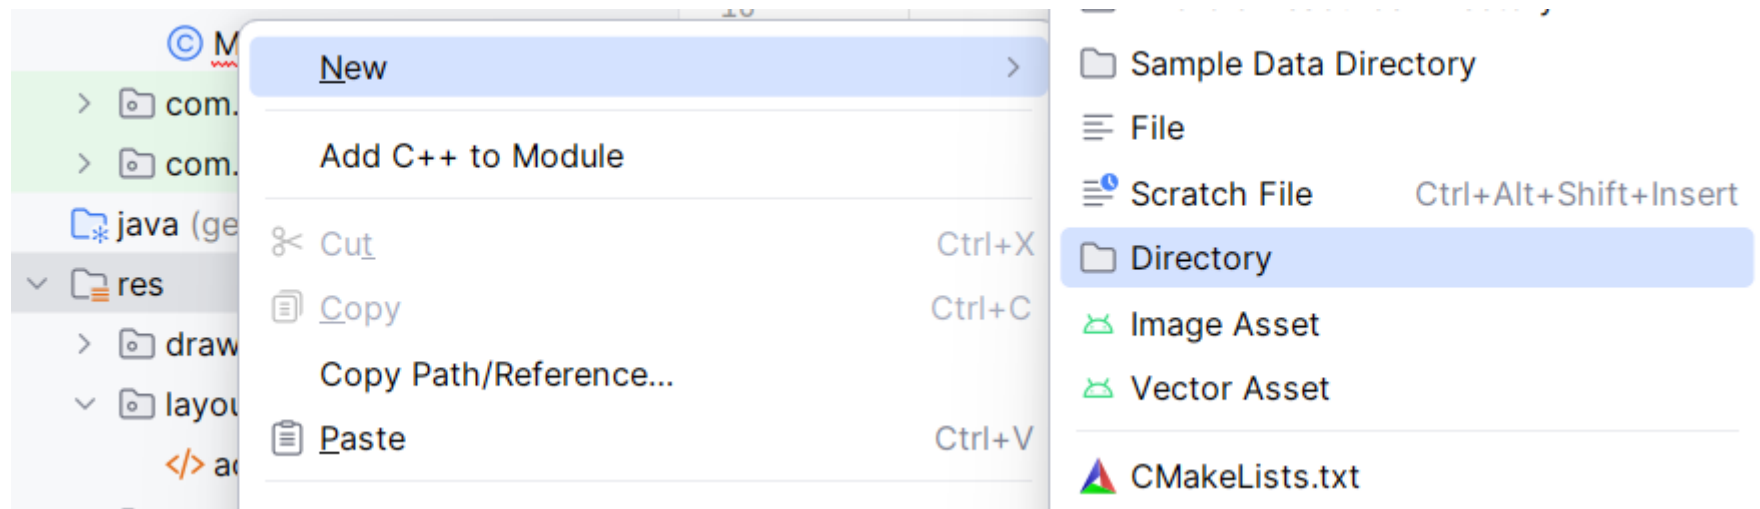 M
com.
com.
java (ge
res
draw
layou
New
Add C++ to Module
Cut Ctrl+X
Copy Ctrl+C
Copy Path/Reference...
Paste Ctrl+V
Sample Data Directory
File
Scratch File Ctrl+Alt+Shift+Insert
Directory
Image Asset
Vector Asset
CMakeLists.txt